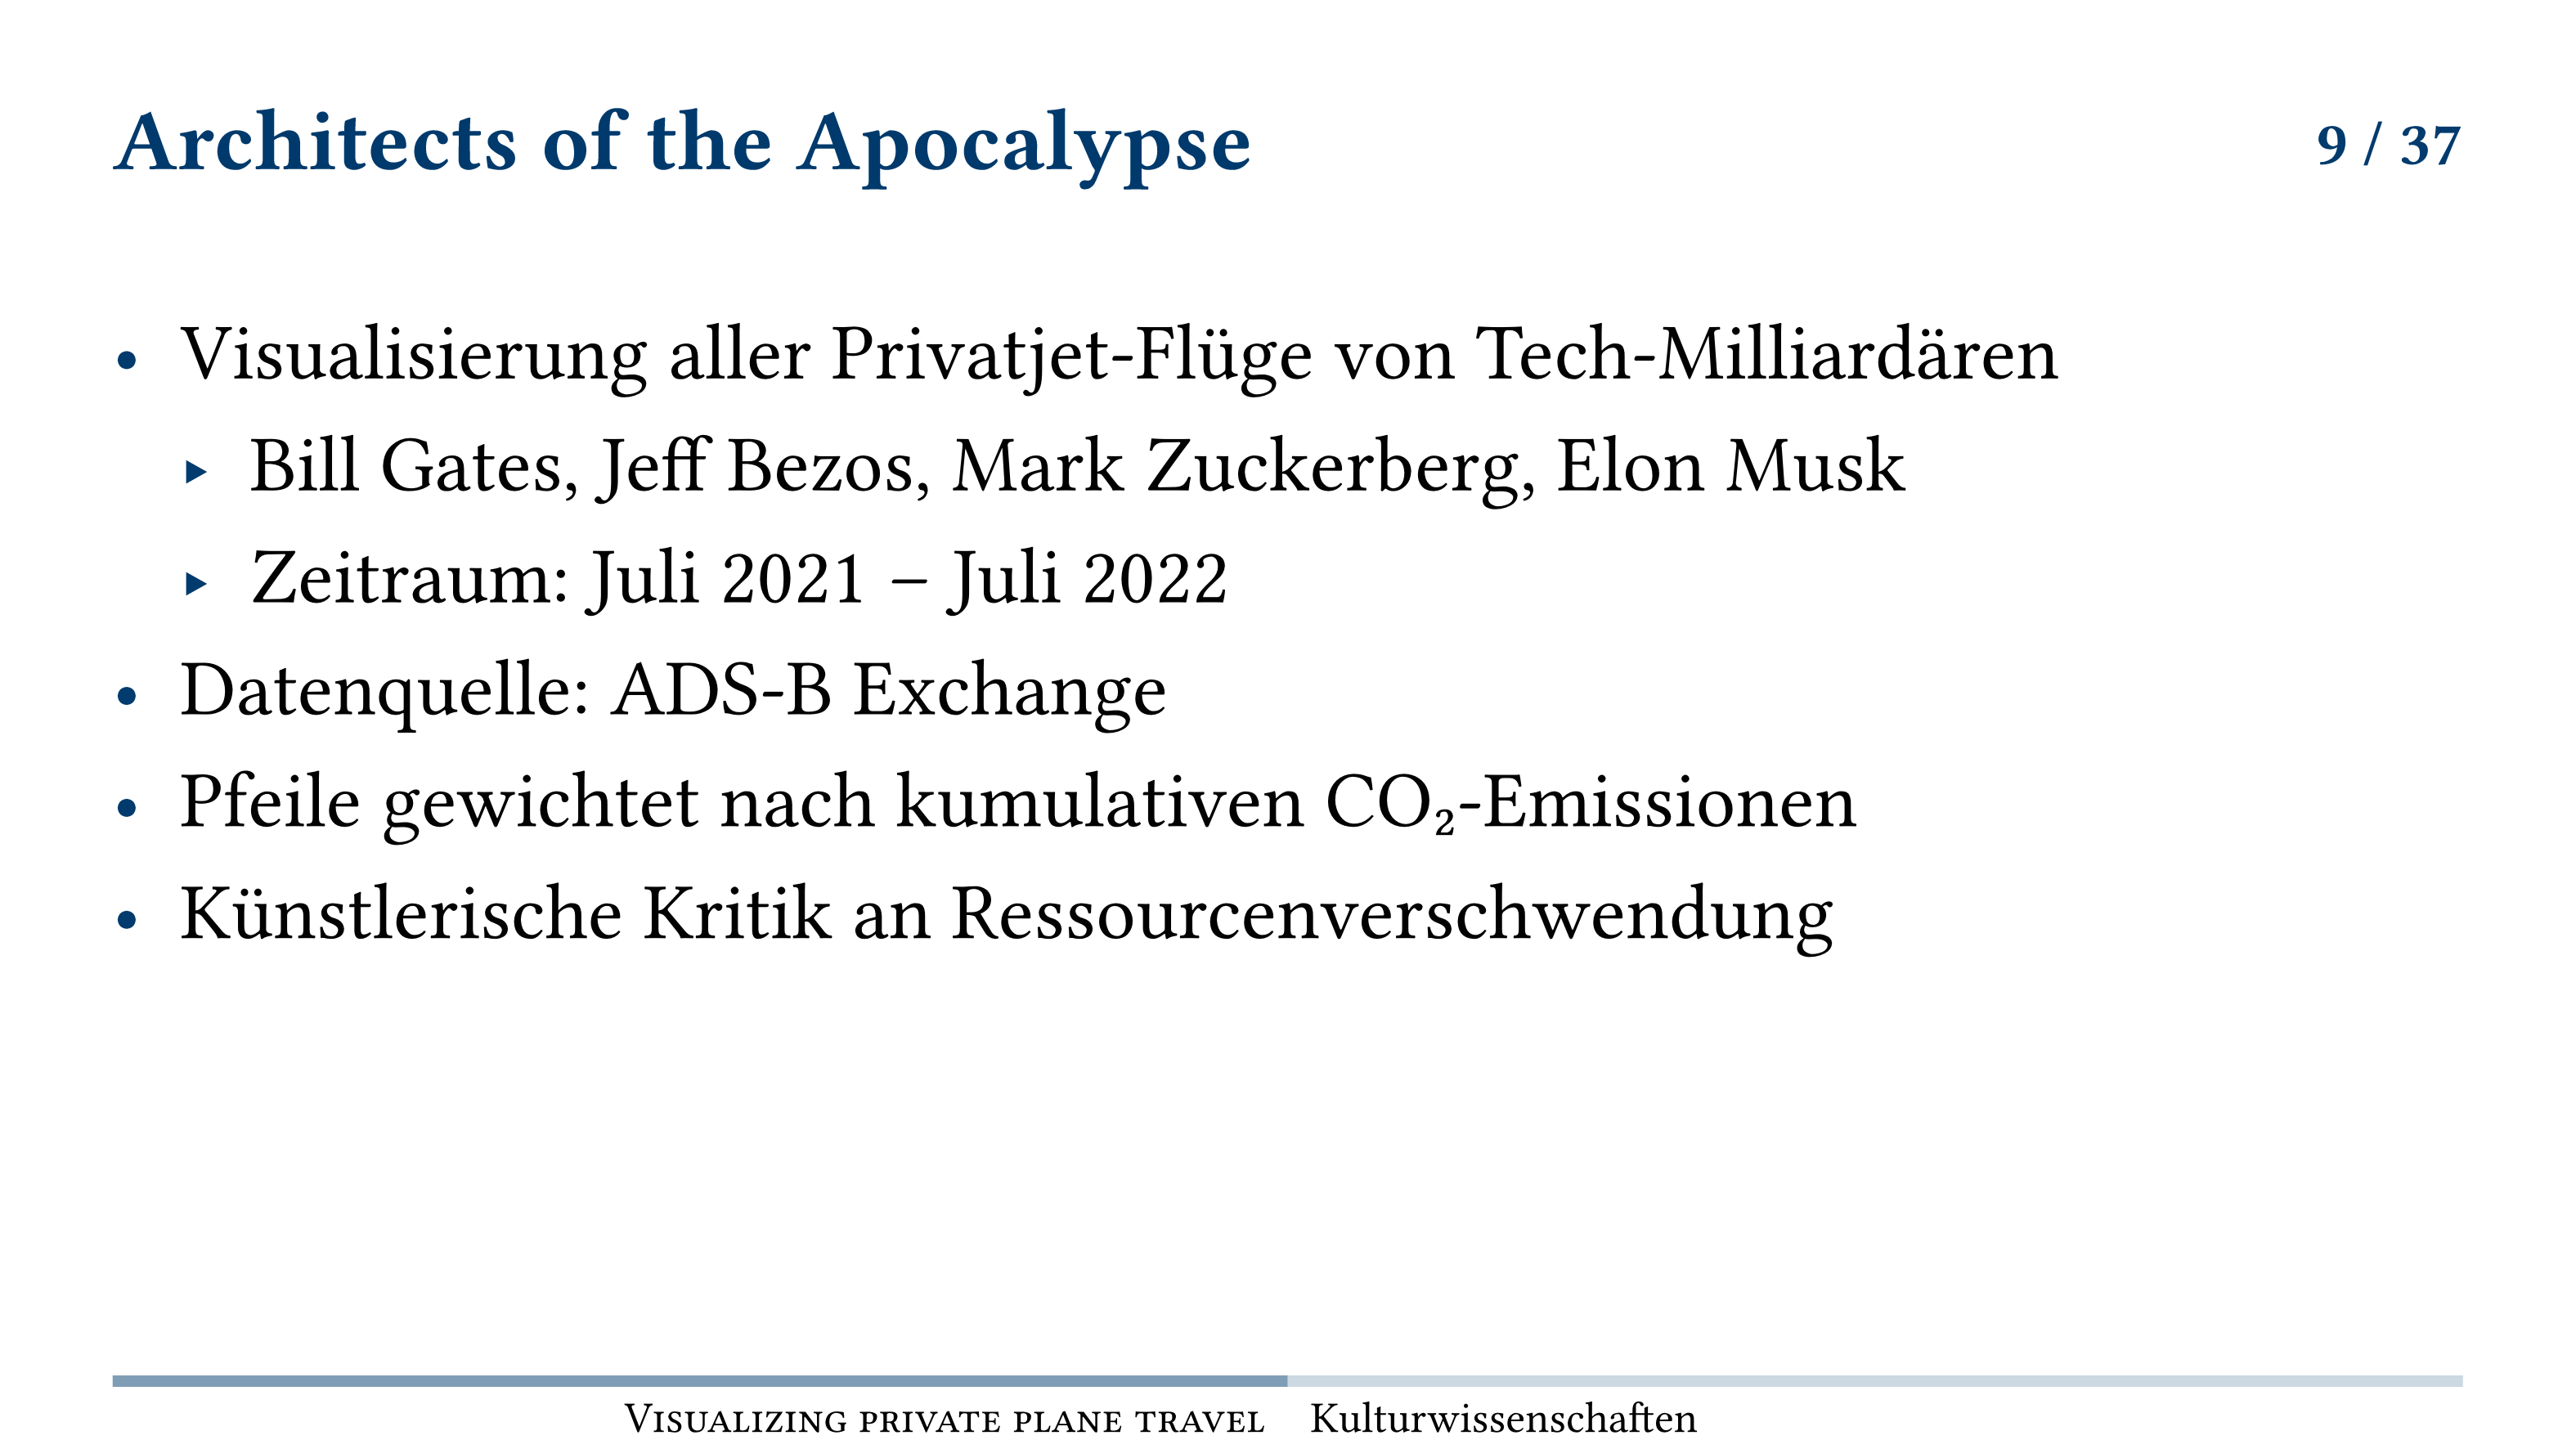 Architects of the Apocalypse
9 / 37
• Visualisierung aller Privatjet-Flüge von Tech-Milliardären
▸ Bill Gates, Jeff Bezos, Mark Zuckerberg, Elon Musk
▸ Zeitraum: Juli 2021 – Juli 2022
• Datenquelle: ADS-B Exchange
• Pfeile gewichtet nach kumulativen CO₂-Emissionen
• Künstlerische Kritik an Ressourcenverschwendung
Visualizing private plane travel Kulturwissenschaften